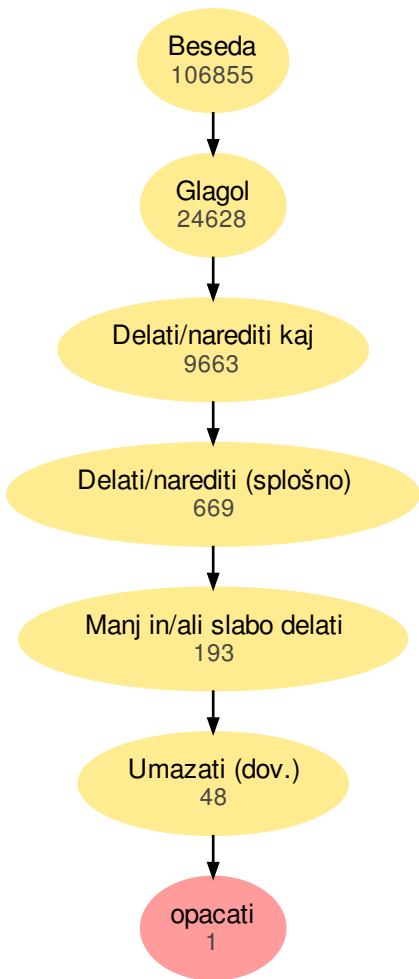 Beseda
106855
Glagol
24628
Delati/narediti kaj
9663
Delati/narediti (splošno)
669
Manj in/ali slabo delati
193
Umazati (dov.)
48
opacati
1